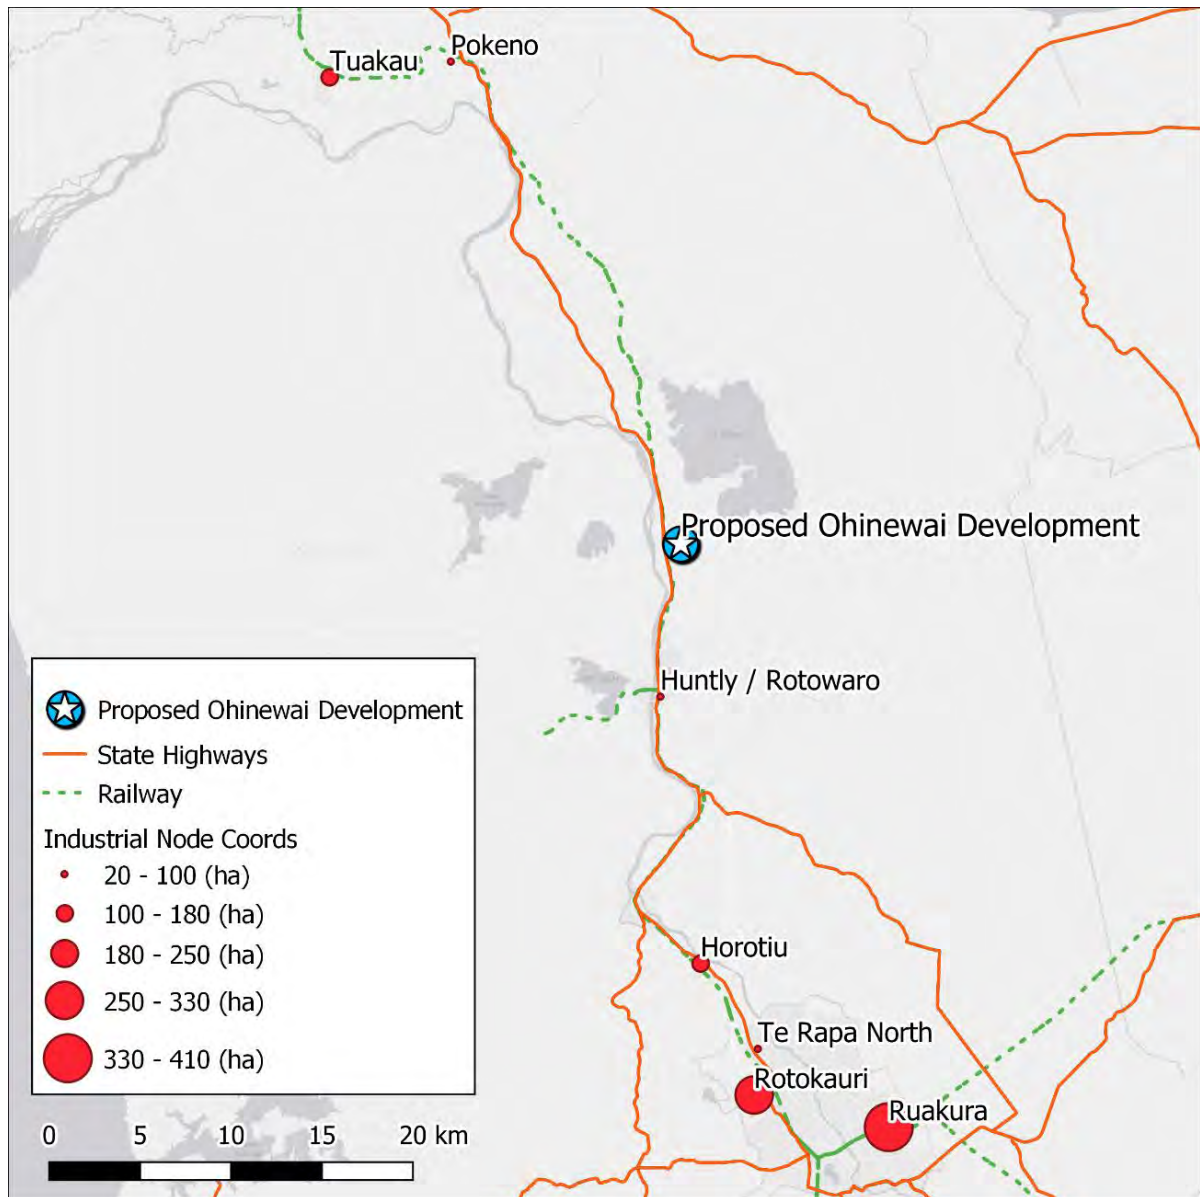 Tuakau
Pokeno
Proposed Ohinewai Development
Huntly / Rotowaro
Proposed Ohinewai Development
State Highways
Railway
Industrial Node Coords
20 - 100 (ha)
100 - 180 (ha)
180 - 250 (ha)
250 - 330 (ha)
330 - 410 (ha)
Horotiu
Te Rapa North
Rotokauri
Ruakura
0 5 10 15 20 km